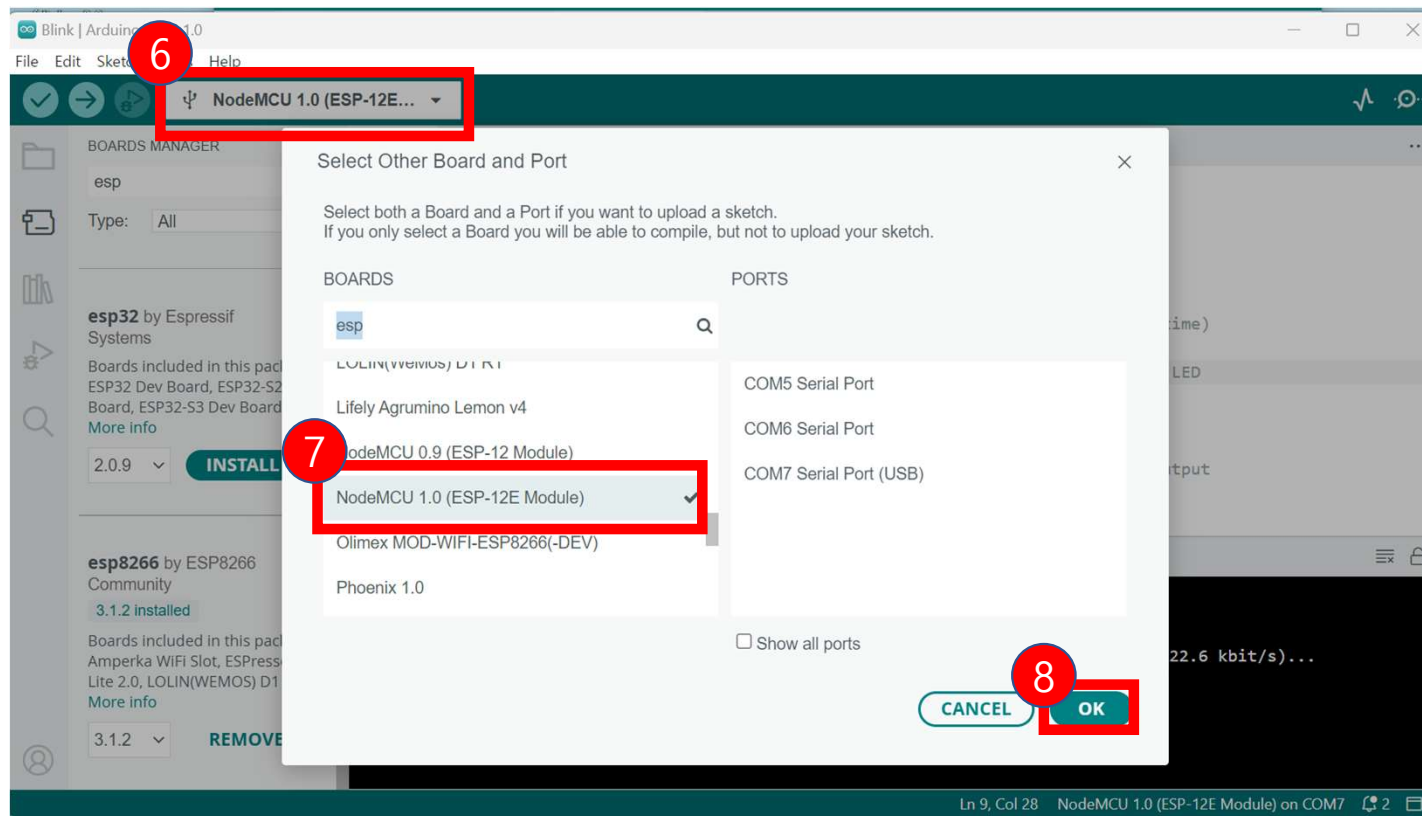 Blink | Arduino 1.0
File Edit Sketch Help
6
NodeMCU 1.0 (ESP-12E...
BOARDS MANAGER
esp
Type: All
esp32 by Espressif
Systems
Boards included in this pac
ESP32 Dev Board, ESP32-S2
Board, ESP32-S3 Dev Board
More info
2.0.9
INSTALL
esp8266 by ESP8266
Community
3.1.2 installed
Boards included in this pac
Amperka WiFi Slot, ESPress
Lite 2.0, LOLIN(WEMOS) D1
More info
3.1.2
REMOVE
Select Other Board and Port
Select both a Board and a Port if you want to upload a sketch.
If you only select a Board you will be able to compile, but not to upload your sketch.
BOARDS
esp
LOLIN(WeMos) D1 R1
Lifely Agrumino Lemon v4
7
NodeMCU 0.9 (ESP-12 Module)
NodeMCU 1.0 (ESP-12E Module)
Olimex MOD-WIFI-ESP8266(-DEV)
Phoenix 1.0
PORTS
COM5 Serial Port
COM6 Serial Port
COM7 Serial Port (USB)
Show all ports
8
CANCEL
OK
ime)
LED
tput
22.6 kbit/s)...
Ln 9, Col 28 NodeMCU 1.0 (ESP-12E Module) on COM7 2